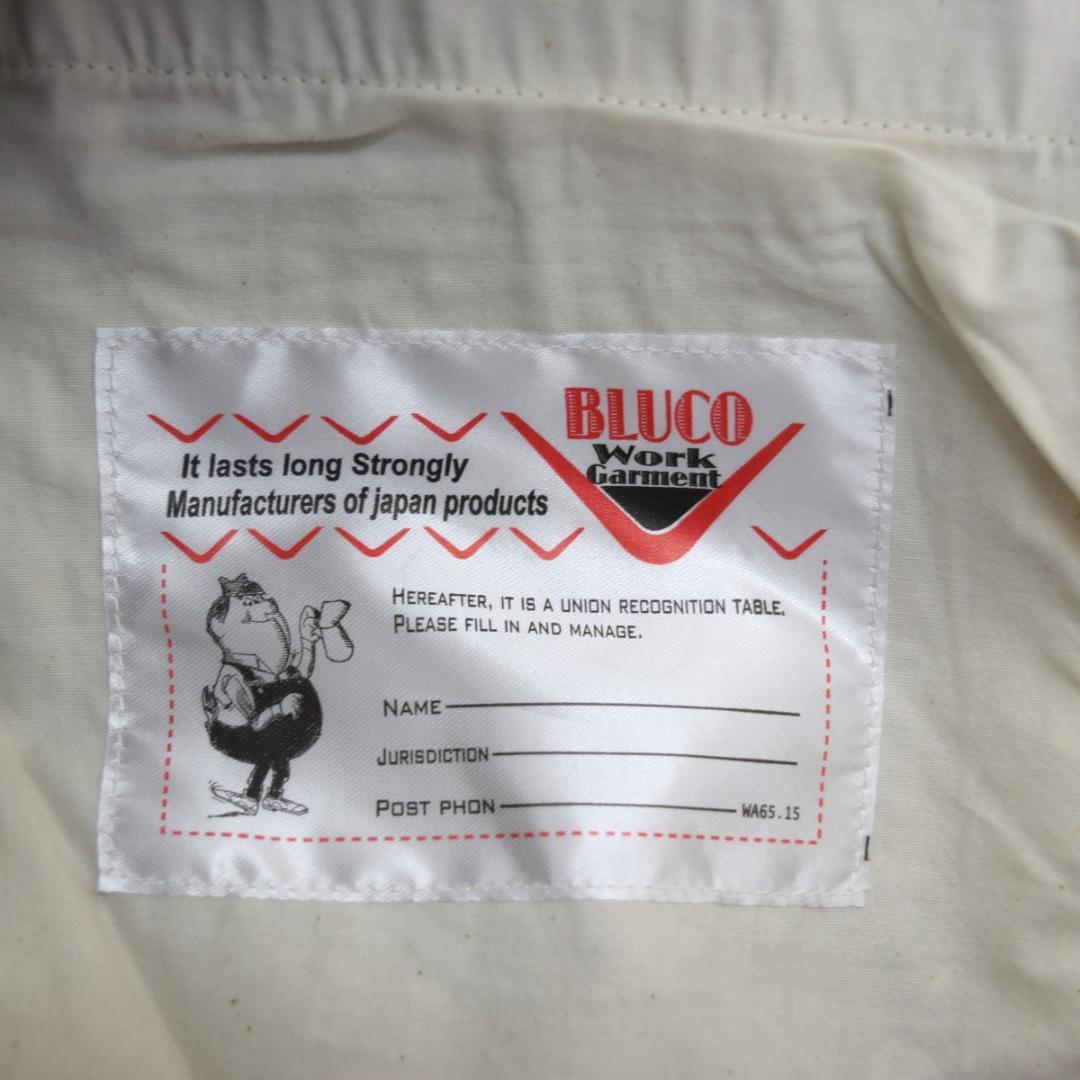 BLUCO
Work
Garment
It lasts long Strongly
Manufacturers of japan products
HEREAFTER, IT IS A UNION RECOGNITION TABLE.
PLEASE FILL IN AND MANAGE.
NAME
JURISDICTION
POST PHON
WA65.15